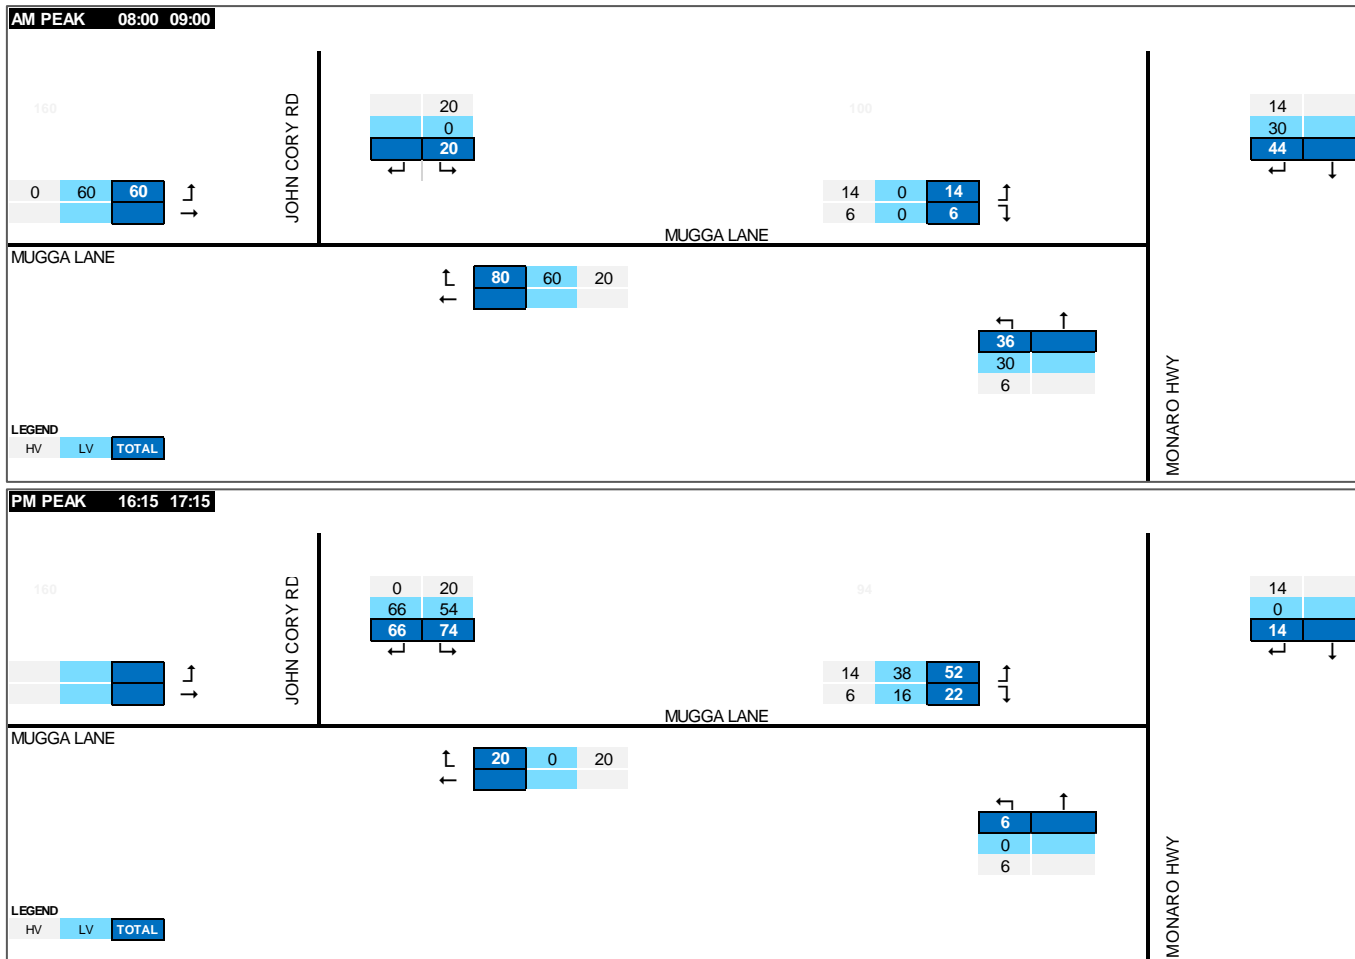 AM PEAK 08:00 09:00
160
JOHN CORY RD
20
0
20
100
14
30
44
0 60 60
14 0 14
6 0 6
MUGGA LANE
MUGGA LANE
80 60 20
36
30
6
MONARO HWY
LEGEND
HV LV TOTAL
PM PEAK 16:15 17:15
160
JOHN CORY RD
0 20
66 54
66 74
94
14
0
14
14 38 52
6 16 22
MUGGA LANE
MUGGA LANE
20 0 20
6
0
6
MONARO HWY
LEGEND
HV LV TOTAL